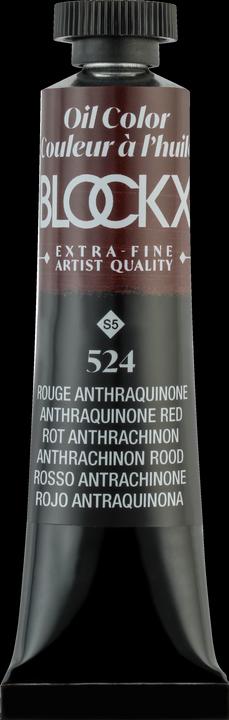 Oil Color
Couleur à l'huile
BLOCKX
EXTRA-FINE
ARTIST QUALITY
S5
524
ROUGE ANTHRAQUINONE
ANTHRAQUINONE RED
ROT ANTHRACHINON
ANTHRACHINON ROOD
ROSSO ANTRACHINONE
ROJO ANTRAQUINONA